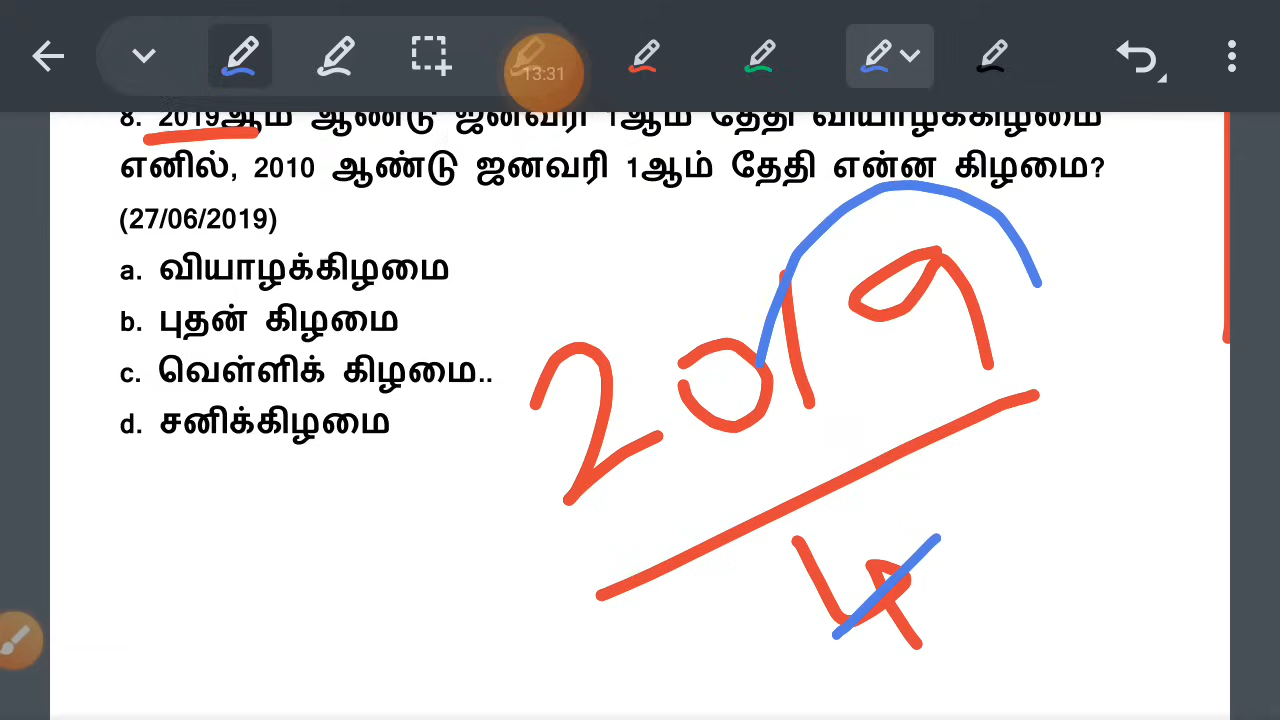 13:31
8. 2019ஆம் ஆண்டு ஜனவரி 1ஆம் தேதி வியாழக்கிழமை
எனில், 2010 ஆண்டு ஜனவரி 1ஆம் தேதி என்ன கிழமை?
(27/06/2019)
a. வியாழக்கிழமை
b. புதன் கிழமை
c. வெள்ளிக் கிழமை..
d. சனிக்கிழமை
2019
4